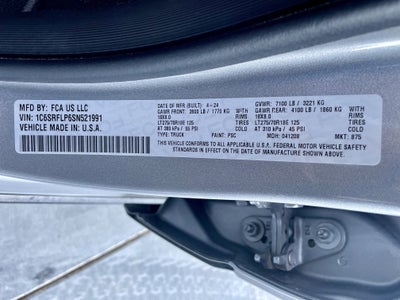 MFD BY: FCA US LLC
DATE OF MFR (BUILT): 4-24 GVWR: 7100 LB / 3221 KG
GAWR FRONT: 3900 LB / 1770 KG WITH GAWR REAR: 4100 LB / 1860 KG WITH
VIN: 1C6SRFLP6SN521991
18X8.0 RIMS 18X8.0 RIMS
LT275/70R18E 125 TIRES LT275/70R18E 125 TIRES
VEHICLE MADE IN U.S.A.
AT 380 kPa / 55 PSI AT 310 kPa / 45 PSI
TYPE: TRUCK PAINT: PSC MDH: 041208 MKT: 875
THIS VEHICLE CONFORMS TO ALL APPLICABLE U.S.A. FEDERAL MOTOR VEHICLE SAFETY
STANDARDS IN EFFECT ON THE DATE OF MANUFACTURE SHOWN ABOVE.